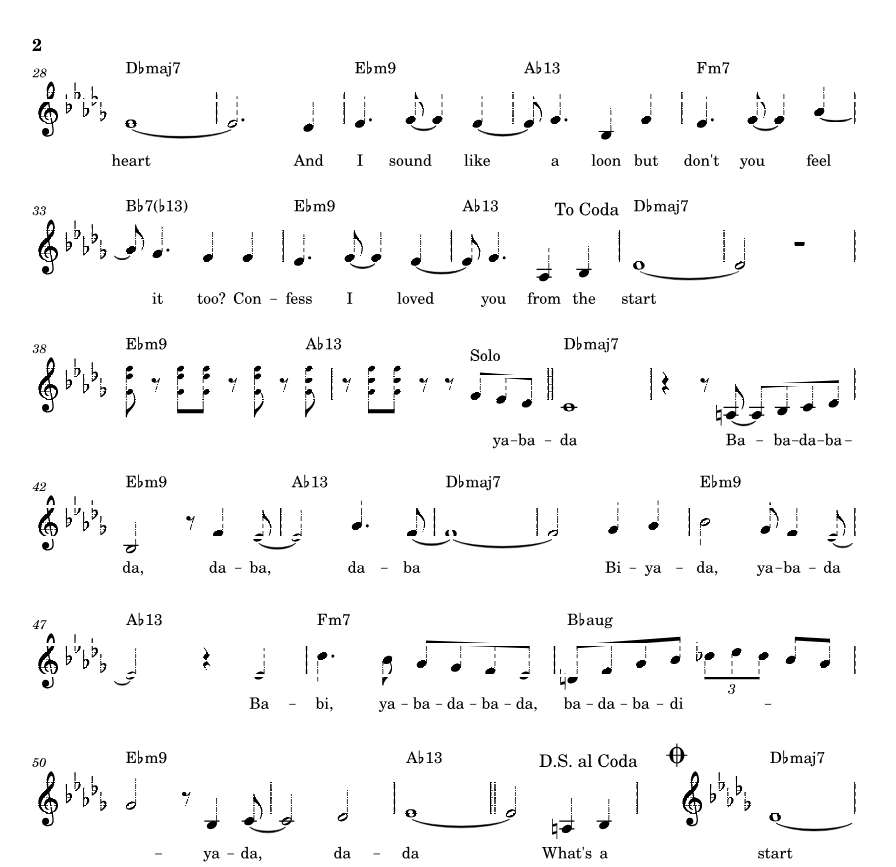 2
28 D♭maj7 E♭m9 A♭13 Fm7
heart And I sound like a loon but don't you feel
33 B♭7(♭13) E♭m9 A♭13 To Coda D♭maj7
it too? Con – fess I loved you from the start
38 E♭m9 A♭13 Solo D♭maj7
ya–ba – da Ba – ba–da–ba–
42 E♭m9 A♭13 D♭maj7 E♭m9
da, da – ba, da – ba Bi – ya – da, ya–ba – da
47 A♭13 Fm7 B♭aug
3
Ba – bi, ya – ba – da – ba – da, ba – da – ba – di –
50 E♭m9 A♭13 D.S. al Coda D♭maj7
– ya – da, da – da What's a start